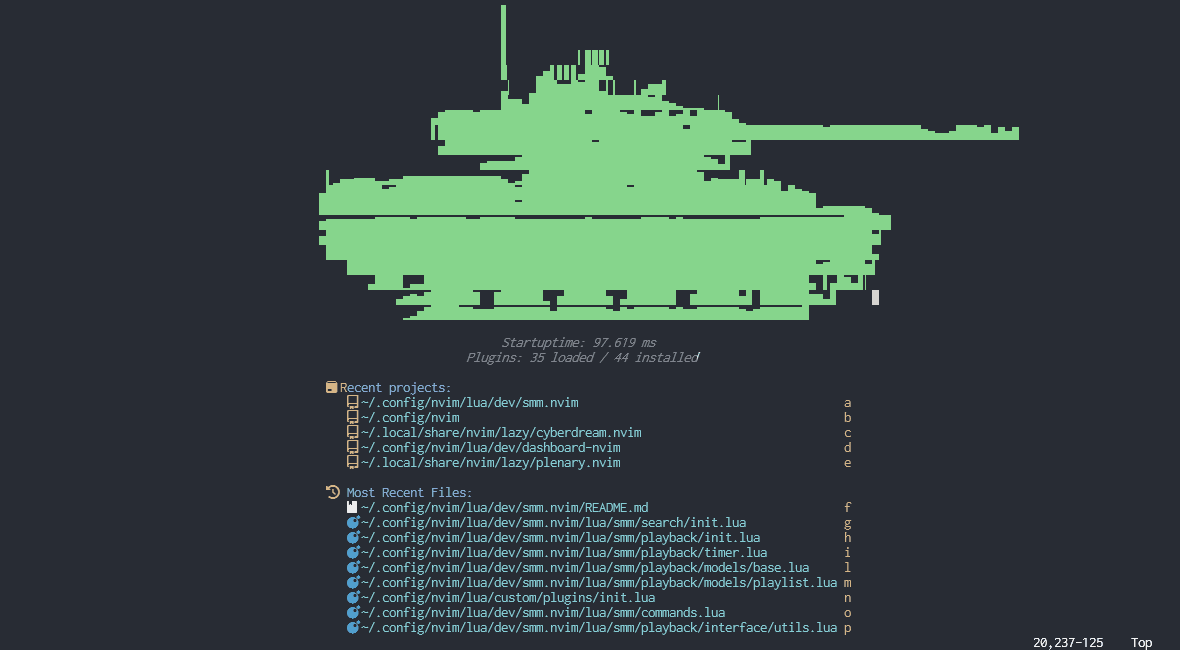 Startuptime: 97.619 ms
Plugins: 35 loaded / 44 installed
Recent projects:
~/.config/nvim/lua/dev/smm.nvim a
~/.config/nvim b
~/.local/share/nvim/lazy/cyberdream.nvim c
~/.config/nvim/lua/dev/dashboard-nvim d
~/.local/share/nvim/lazy/plenary.nvim e
Most Recent Files:
~/.config/nvim/lua/dev/smm.nvim/README.md f
~/.config/nvim/lua/dev/smm.nvim/lua/smm/search/init.lua g
~/.config/nvim/lua/dev/smm.nvim/lua/smm/playback/init.lua h
~/.config/nvim/lua/dev/smm.nvim/lua/smm/playback/timer.lua i
~/.config/nvim/lua/dev/smm.nvim/lua/smm/playback/models/base.lua l
~/.config/nvim/lua/dev/smm.nvim/lua/smm/playback/models/playlist.lua m
~/.config/nvim/lua/custom/plugins/init.lua n
~/.config/nvim/lua/dev/smm.nvim/lua/smm/commands.lua o
~/.config/nvim/lua/dev/smm.nvim/lua/smm/playback/interface/utils.lua p
20,237-125 Top